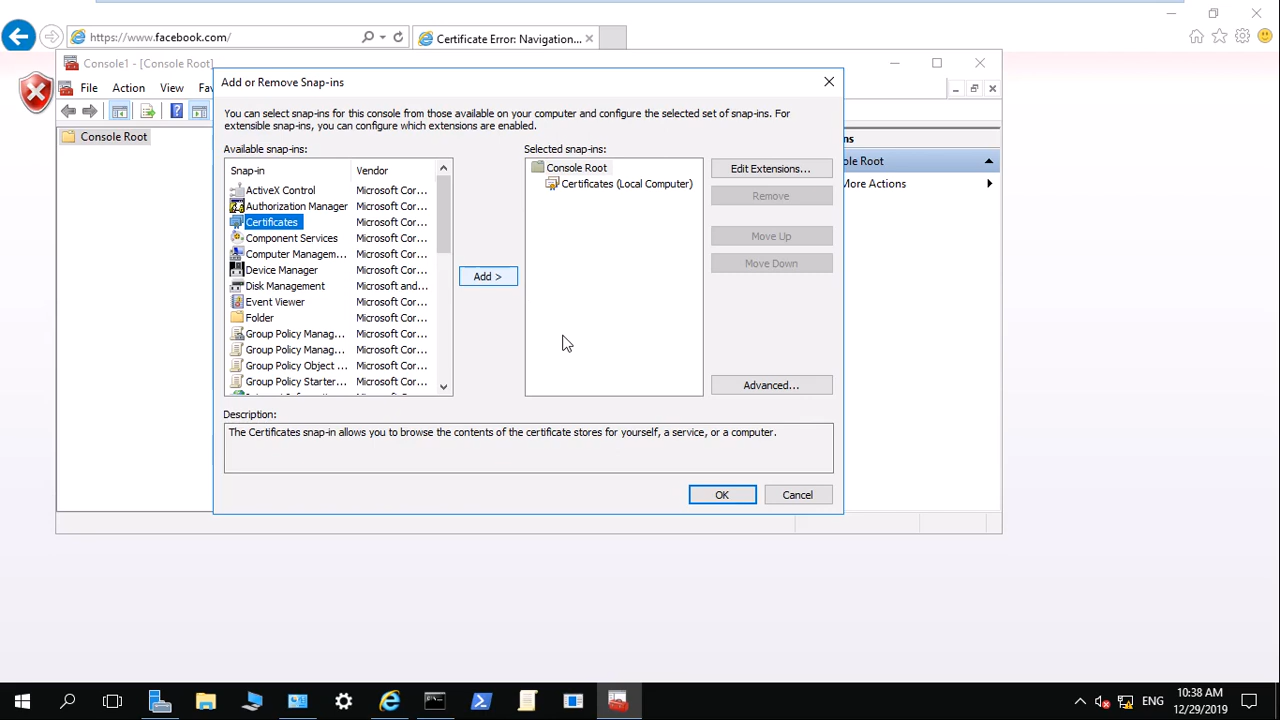 https://www.facebook.com/
Certificate Error: Navigation...
Console1 - [Console Root]
File Action View Fav
Console Root
Add or Remove Snap-ins
You can select snap-ins for this console from those available on your computer and configure the selected set of snap-ins. For
extensible snap-ins, you can configure which extensions are enabled.
Available snap-ins:
Snap-in Vendor
ActiveX Control Microsoft Cor...
Authorization Manager Microsoft Cor...
Certificates Microsoft Cor...
Component Services Microsoft Cor...
Computer Managem... Microsoft Cor...
Device Manager Microsoft Cor...
Disk Management Microsoft and...
Event Viewer Microsoft Cor...
Folder Microsoft Cor...
Group Policy Manag... Microsoft Cor...
Group Policy Manag... Microsoft Cor...
Group Policy Object ... Microsoft Cor...
Group Policy Starter... Microsoft Cor...
Add >
Selected snap-ins:
Console Root
Certificates (Local Computer)
Edit Extensions...
Remove
Move Up
Move Down
Advanced...
Description:
The Certificates snap-in allows you to browse the contents of the certificate stores for yourself, a service, or a computer.
OK
Cancel
ns
ole Root
More Actions
ENG
10:38 AM
12/29/2019